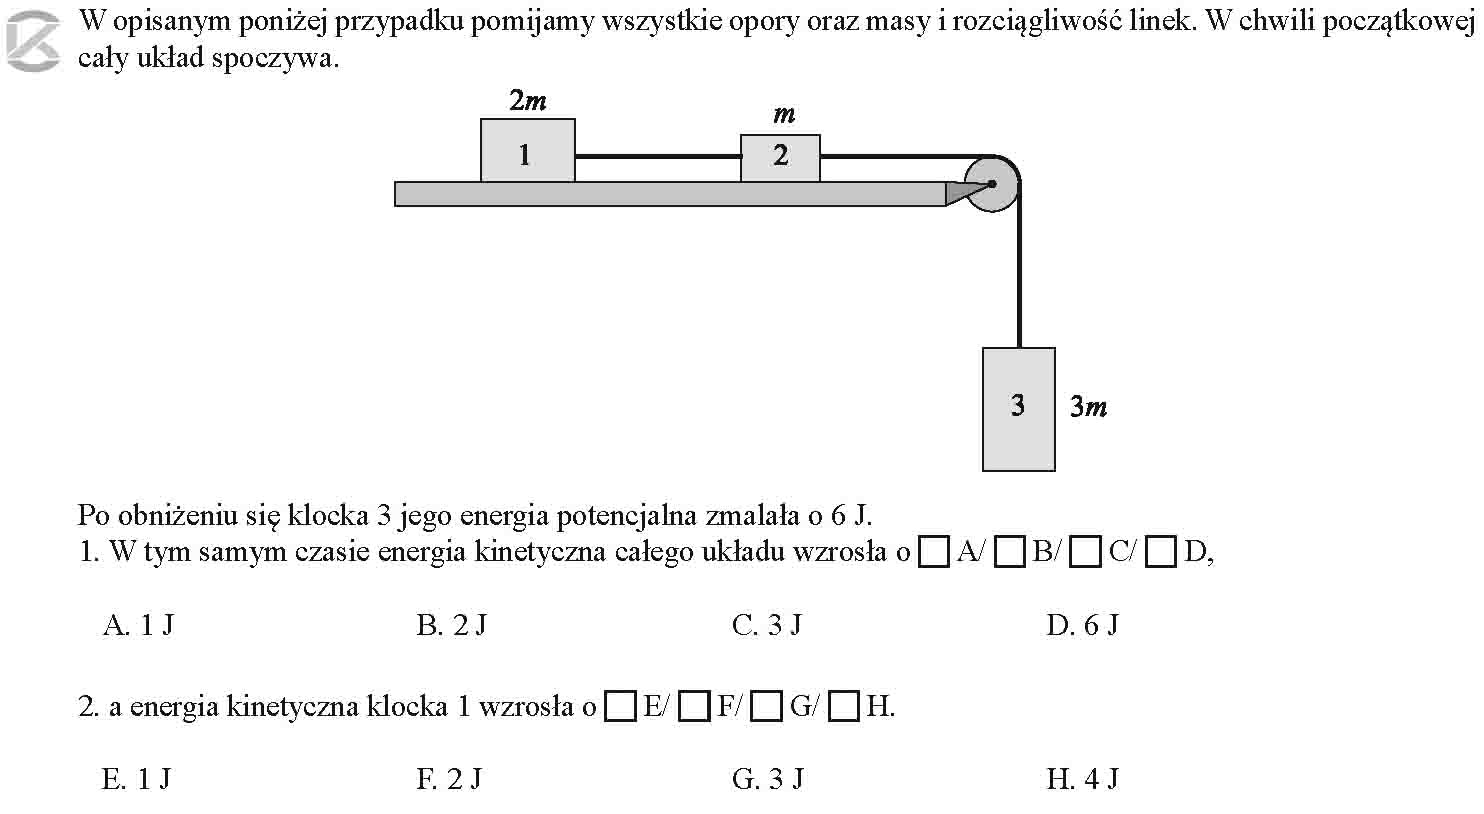 W opisanym poniżej przypadku pomijamy wszystkie opory oraz masy i rozciągliwość linek. W chwili początkowej
cały układ spoczywa.
2m
m
1
2
3
3m
Po obniżeniu się klocka 3 jego energia potencjalna zmalała o 6 J.
1. W tym samym czasie energia kinetyczna całego układu wzrosła o □ A/ □ B/ □ C/ □ D,
A. 1 J B. 2 J C. 3 J D. 6 J
2. a energia kinetyczna klocka 1 wzrosła o □ E/ □ F/ □ G/ □ H.
E. 1 J F. 2 J G. 3 J H. 4 J